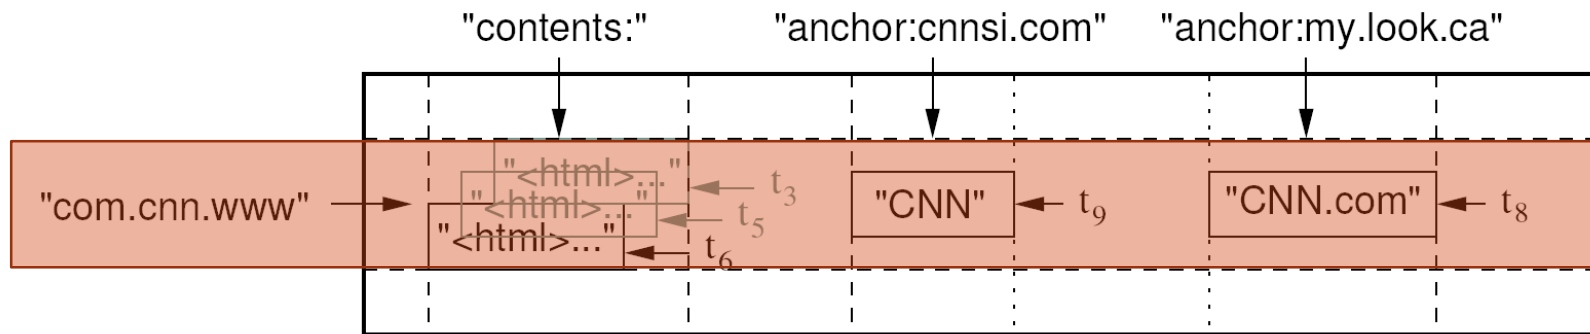 "contents:" "anchor:cnnsi.com" "anchor:my.look.ca"
"<html>..." t3
"com.cnn.www" "<html>..." t5 "CNN" t9 "CNN.com" t8
"<html>..." t6